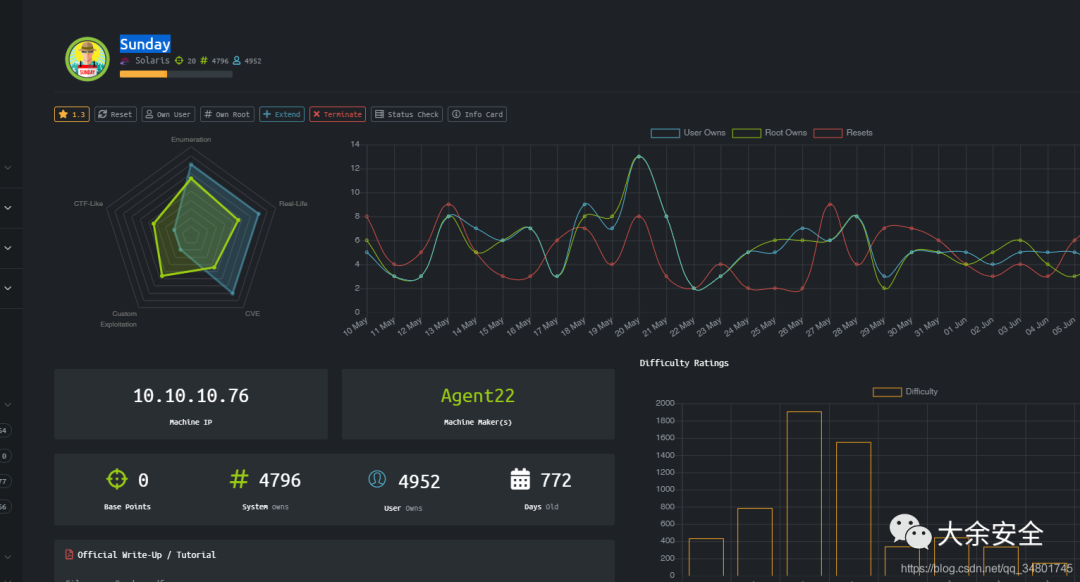 Sunday
Solaris 20 # 4796 4952
1.3 Reset Own User # Own Root + Extend × Terminate Status Check Info Card
User Owns Root Owns Resets
Enumeration
CTF-Like
Real-Life
Custom
Exploitation
CVE
14
12
10
8
6
4
2
0
10 May 11 May 12 May 13 May 14 May 15 May 16 May 17 May 18 May 19 May 20 May 21 May 22 May 23 May 24 May 25 May 26 May 27 May 28 May 29 May 30 May 31 May 01 Jun 02 Jun 03 Jun 04 Jun 05 Jun
10.10.10.76
Machine IP
Agent22
Machine Maker(s)
0
Base Points
# 4796
System owns
4952
User Owns
772
Days Old
Official Write-Up / Tutorial
Difficulty Ratings
Difficulty
2000
1800
1600
1400
1200
1000
800
600
400
200
0
大余安全
https://blog.csdn.net/qq_34801745